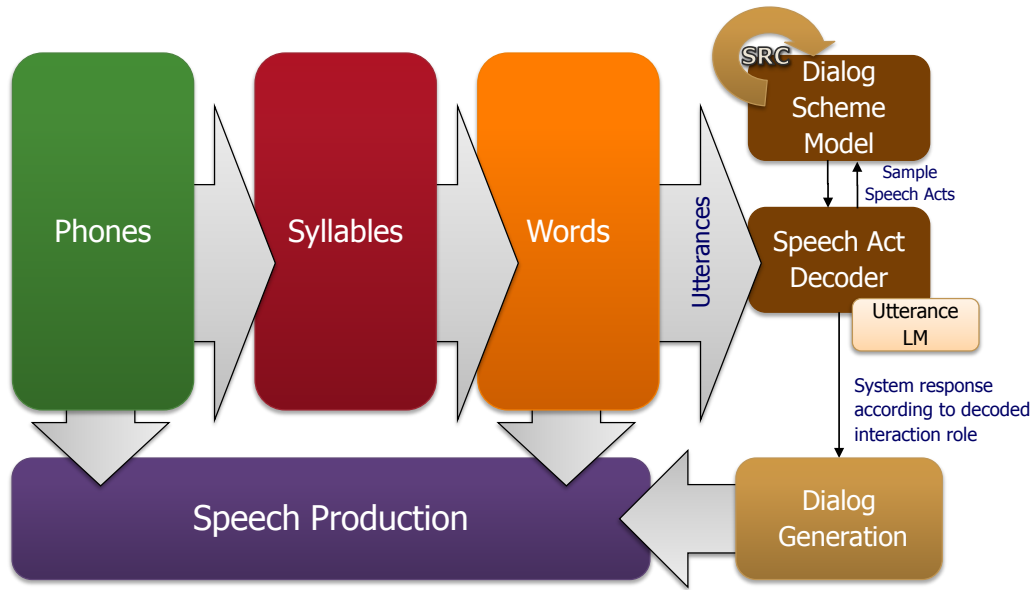 SRC
Dialog
Scheme
Model
Sample
Speech Acts
Phones
Syllables
Words
Utterances
Speech Act
Decoder
Utterance
LM
System response
according to decoded
interaction role
Speech Production
Dialog
Generation